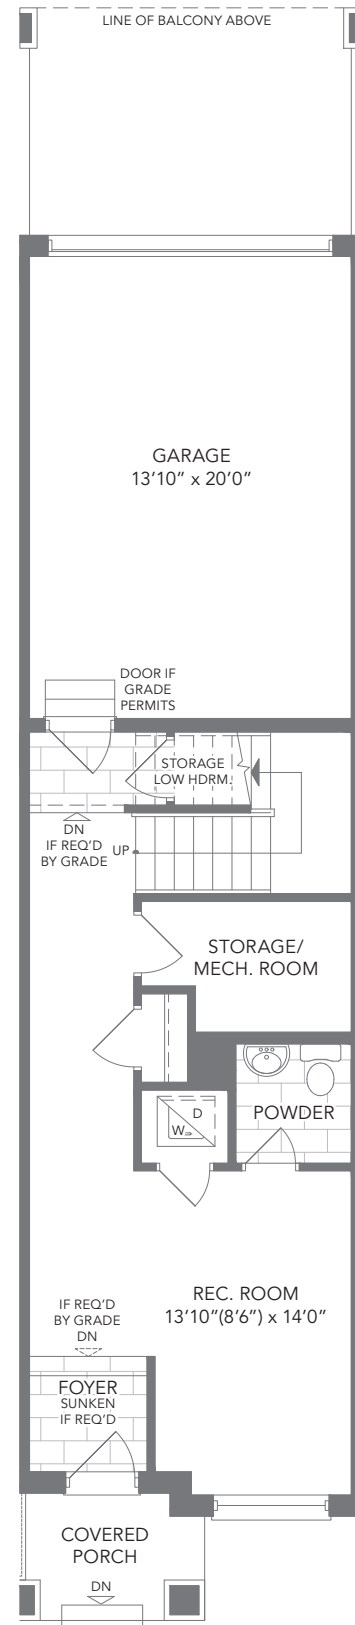 LINE OF BALCONY ABOVE
GARAGE
13'10" x 20'0"
DOOR IF
GRADE
PERMITS
STORAGE
LOW HDRM.
DN
IF REQ'D
BY GRADE
UP
STORAGE/
MECH. ROOM
D
W
POWDER
REC. ROOM
13'10"(8'6") x 14'0"
IF REQ'D
BY GRADE
DN
FOYER
SUNKEN
IF REQ'D
COVERED
PORCH
DN